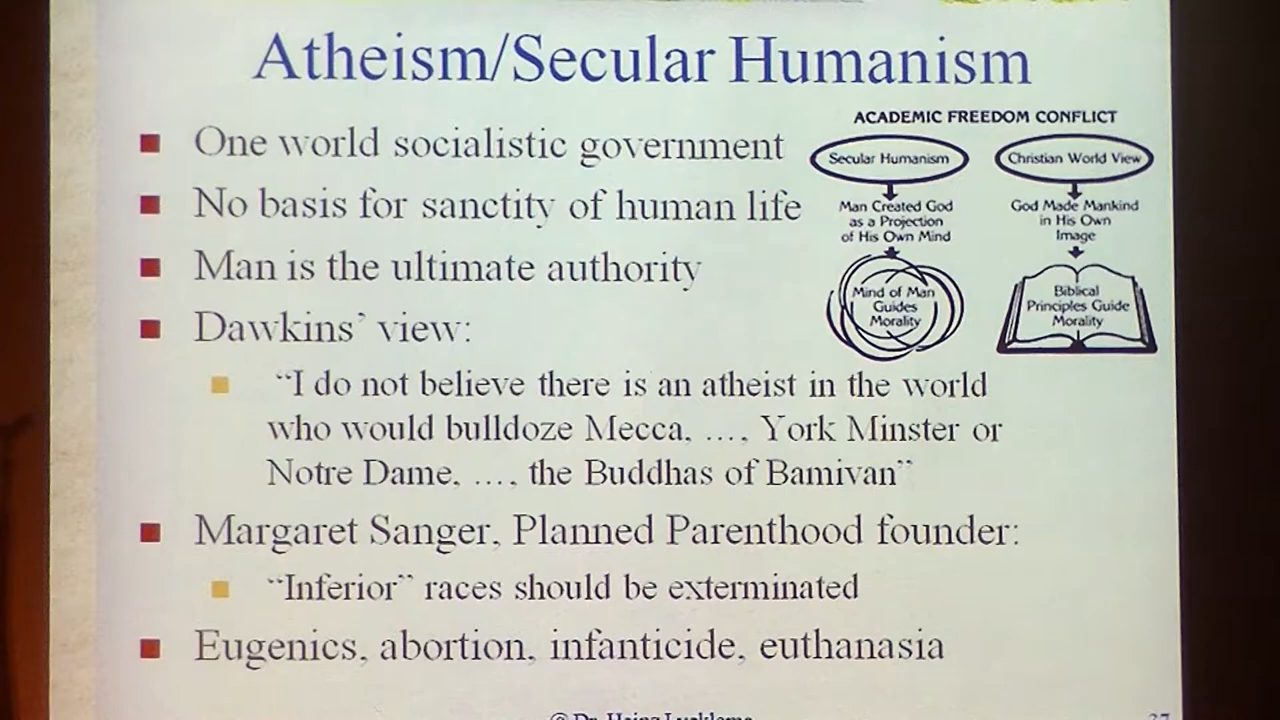 Atheism/Secular Humanism
One world socialistic government
No basis for sanctity of human life
Man is the ultimate authority
Dawkins' view:
“I do not believe there is an atheist in the world
who would bulldoze Mecca, …, York Minster or
Notre Dame, …, the Buddhas of Bamivan”
Margaret Sanger, Planned Parenthood founder:
“Inferior” races should be exterminated
Eugenics, abortion, infanticide, euthanasia
ACADEMIC FREEDOM CONFLICT
Secular Humanism
Man Created God
as a Projection
of His Own Mind
Mind of Man
Guides
Morality
Christian World View
God Made Mankind
in His Own
Image
Biblical
Principles Guide
Morality
© Dr. Heinz
37